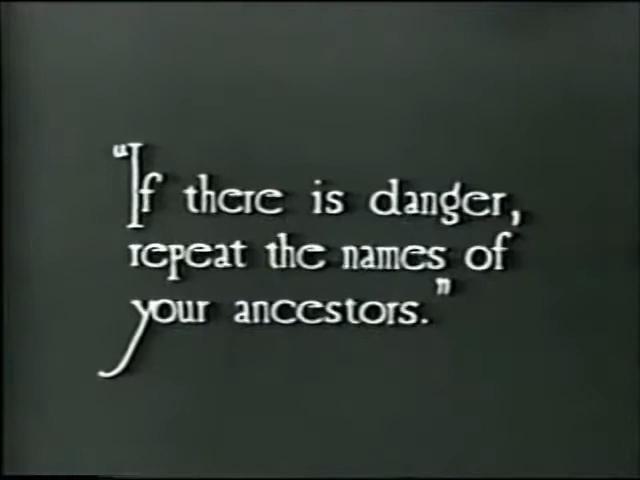 "If there is danger,
repeat the names of
your ancestors."